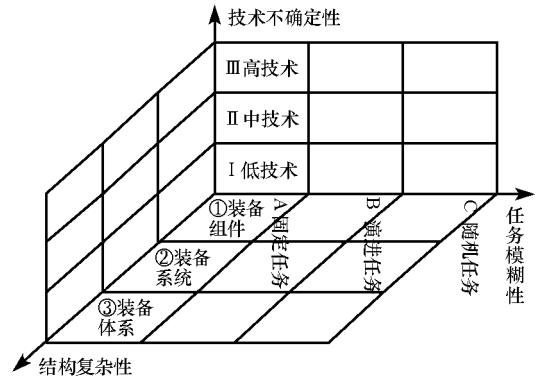 技术不确定性
Ⅲ高技术
Ⅱ中技术
Ⅰ低技术
①装备
组件
②装备
系统
③装备
体系
A 固定任务
B 演进任务
C 随机任务
任务模糊性
结构复杂性